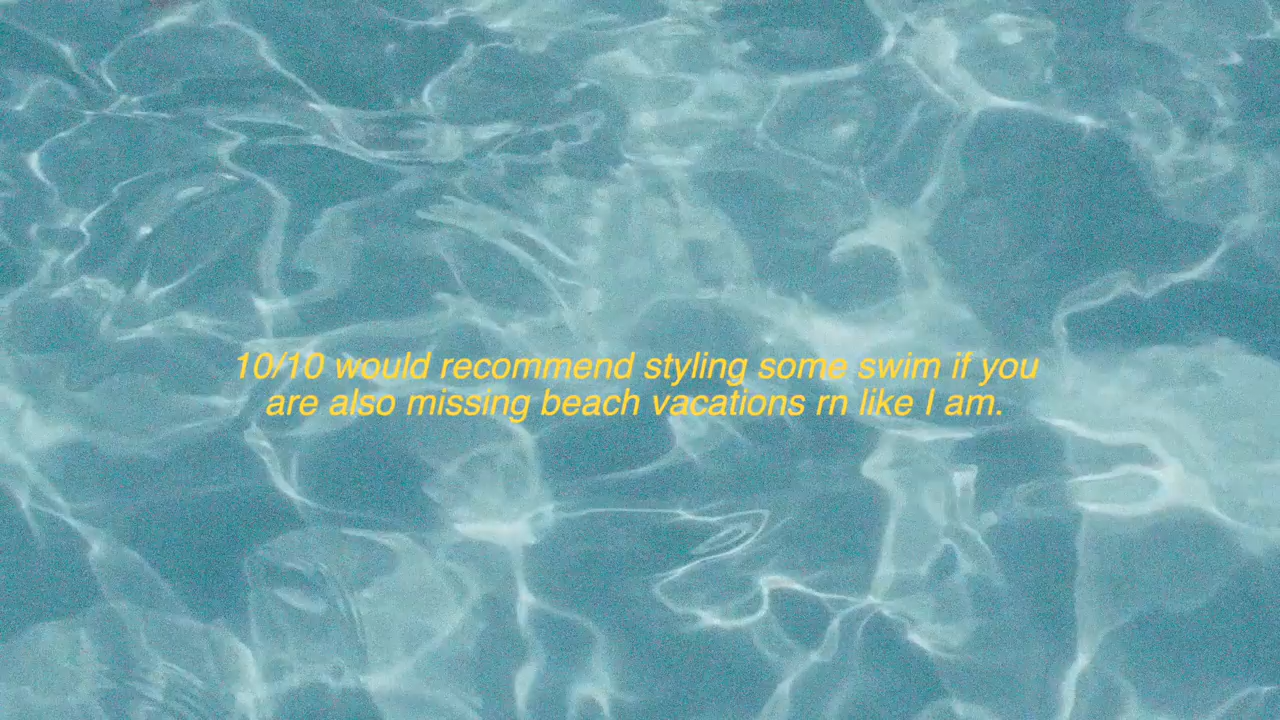 10/10 would recommend styling some swim if you
are also missing beach vacations rn like I am.